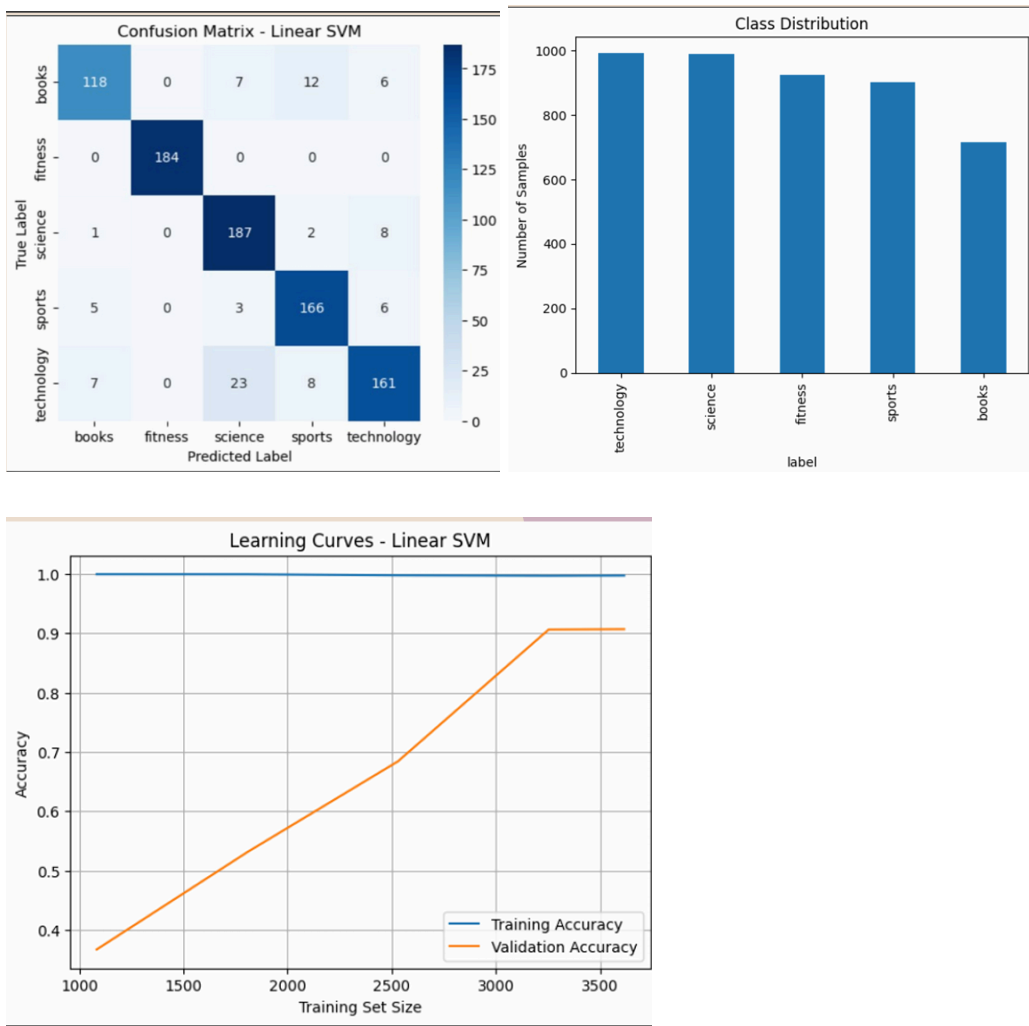 Confusion Matrix - Linear SVM
True Label
books 118 0 7 12 6
fitness 0 184 0 0 0
science 1 0 187 2 8
sports 5 0 3 166 6
technology 7 0 23 8 161
books fitness science sports technology
Predicted Label
175
150
125
100
75
50
25
0
Class Distribution
Number of Samples
1000
800
600
400
200
0
technology science fitness sports books
label
Learning Curves - Linear SVM
Accuracy
1.0
0.9
0.8
0.7
0.6
0.5
0.4
Training Accuracy
Validation Accuracy
1000 1500 2000 2500 3000 3500
Training Set Size